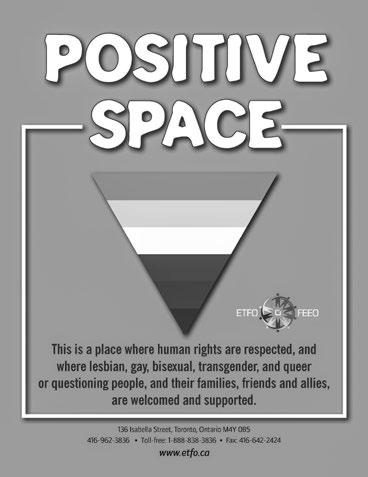 POSITIVE
SPACE
ETFO FEEO
This is a place where human rights are respected, and
where lesbian, gay, bisexual, transgender, and queer
or questioning people, and their families, friends and allies,
are welcomed and supported.
136 Isabella Street, Toronto, Ontario M4Y 0B5
416-962-3836 • Toll-free: 1-888-838-3836 • Fax: 416-642-2424
www.etfo.ca